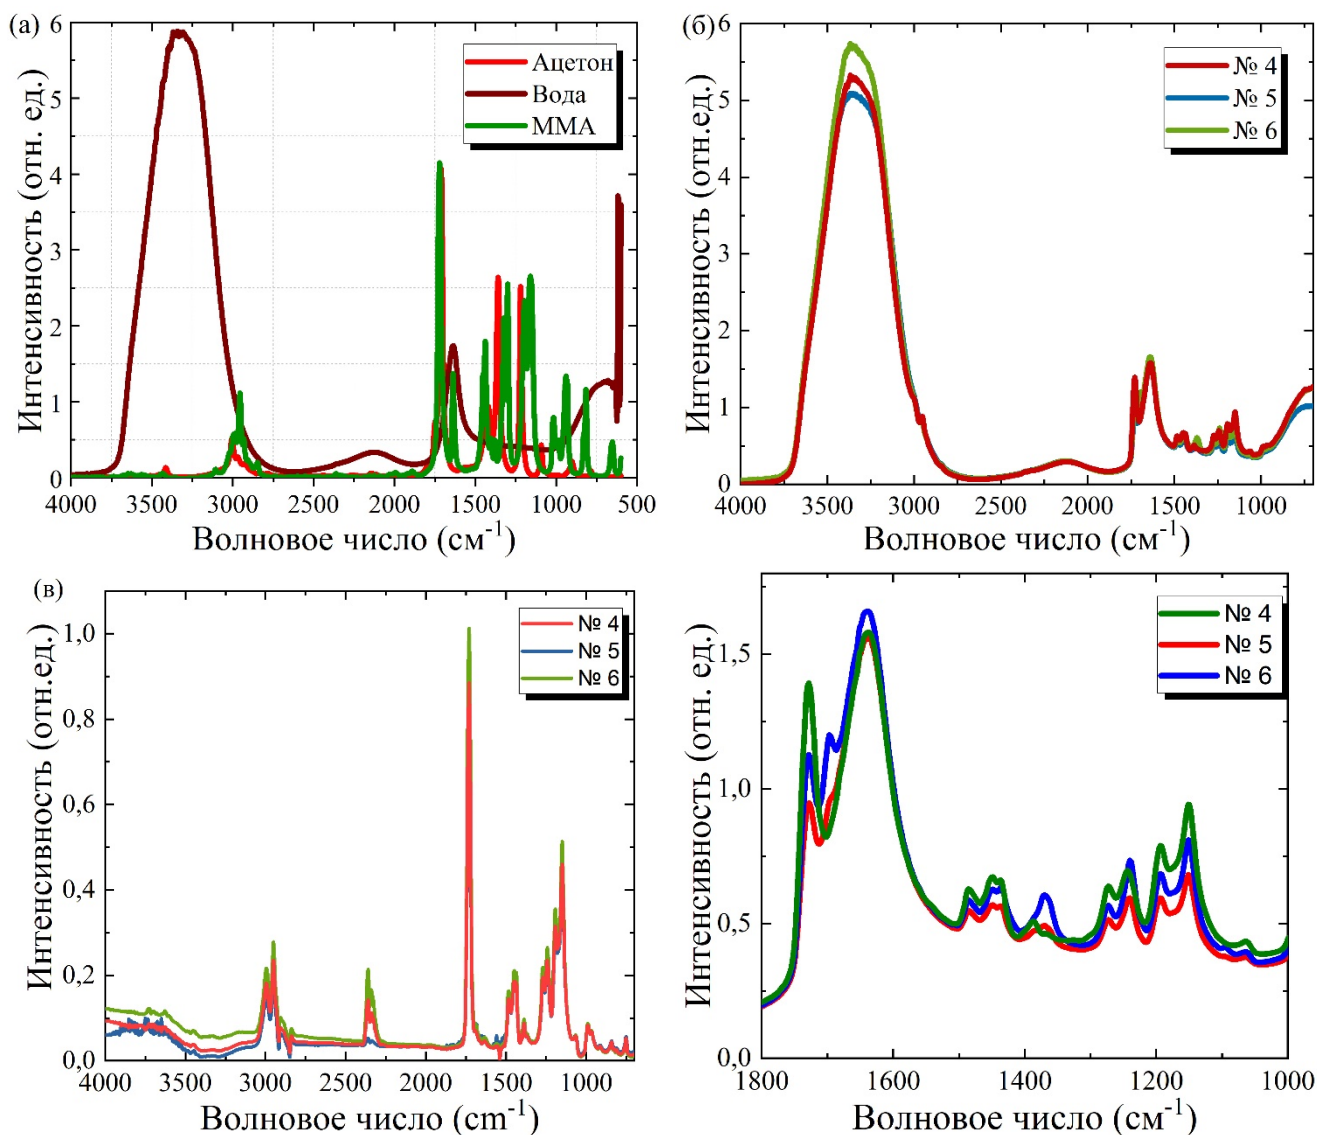 (а)
Интенсивность (отн. ед.)
6
5
4
3
2
1
0
Ацетон
Вода
ММА
4000 3500 3000 2500 2000 1500 1000 500
Волновое число (см-1)
(б)
Интенсивность (отн.ед.)
6
5
4
3
2
1
0
№ 4
№ 5
№ 6
4000 3500 3000 2500 2000 1500 1000
Волновое число (см-1)
(в)
Интенсивность (отн.ед.)
1,0
0,8
0,6
0,4
0,2
0,0
№ 4
№ 5
№ 6
4000 3500 3000 2500 2000 1500 1000
Волновое число (cm-1)
Интенсивность (отн. ед.)
1,5
1,0
0,5
0,0
№ 4
№ 5
№ 6
1800 1600 1400 1200 1000
Волновое число (см-1)